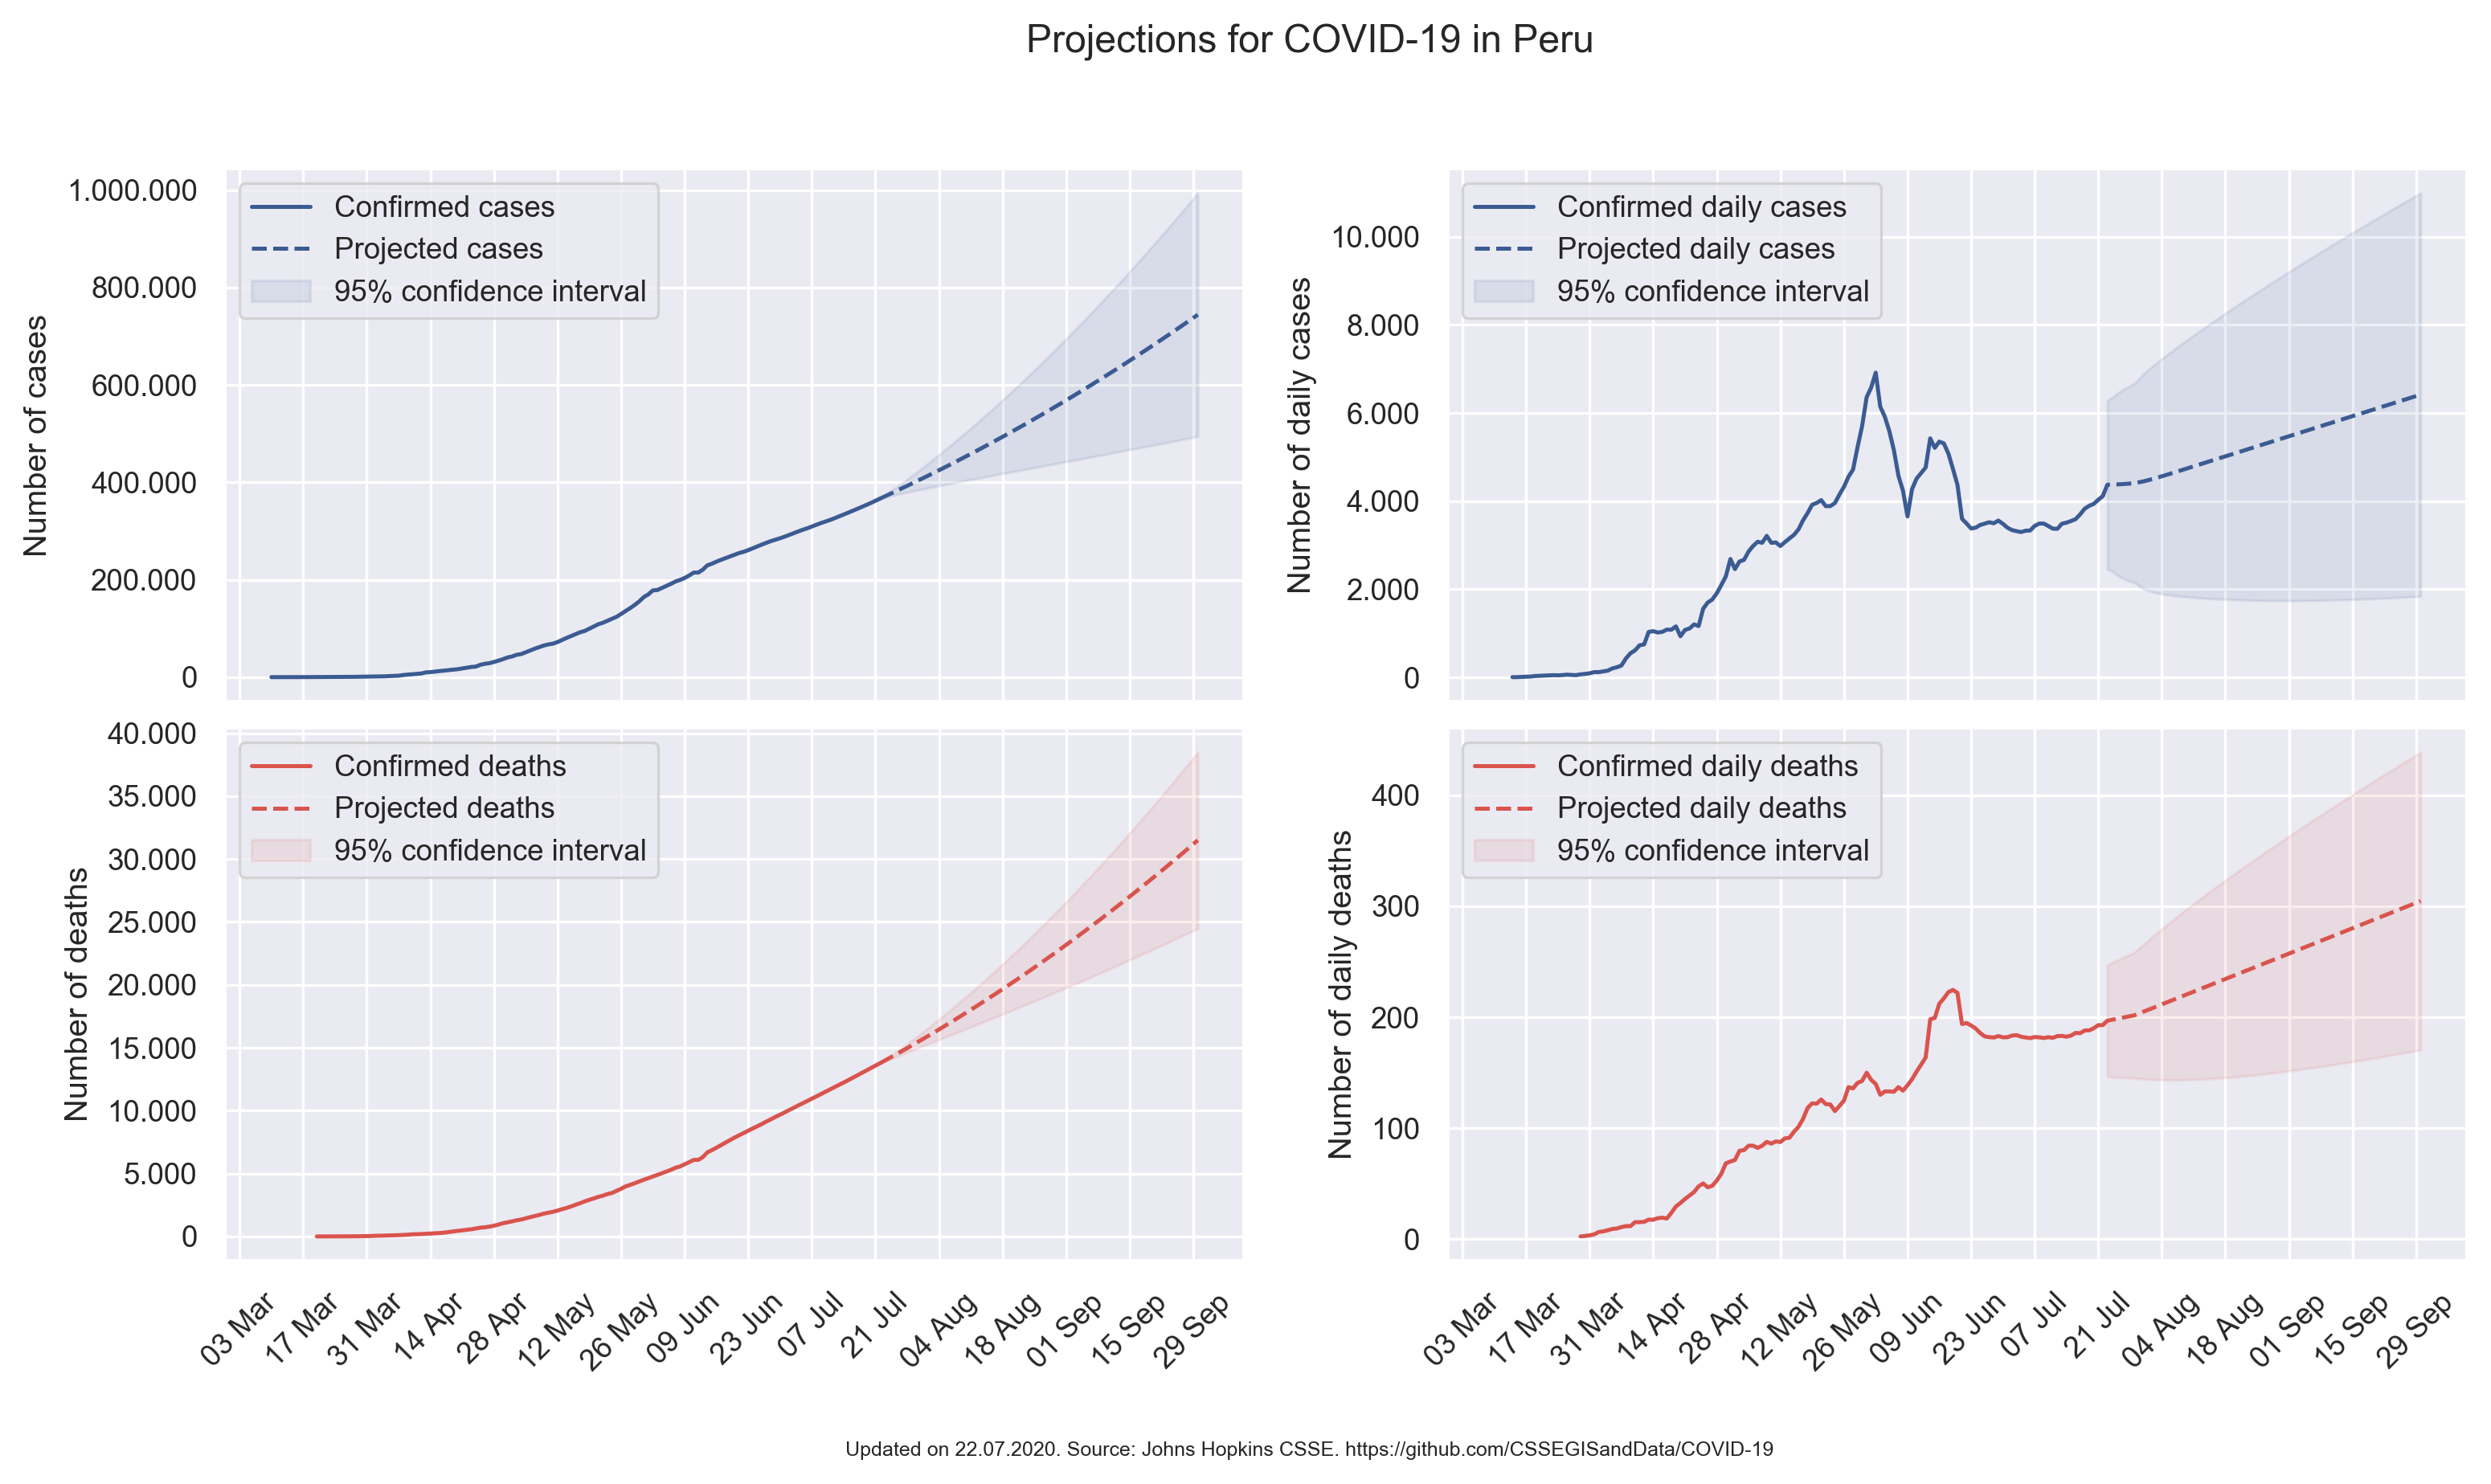 Projections for COVID-19 in Peru
Number of cases
1.000.000
800.000
600.000
400.000
200.000
0
Confirmed cases
Projected cases
95% confidence interval
Number of daily cases
10.000
8.000
6.000
4.000
2.000
0
Confirmed daily cases
Projected daily cases
95% confidence interval
Number of deaths
40.000
35.000
30.000
25.000
20.000
15.000
10.000
5.000
0
Confirmed deaths
Projected deaths
95% confidence interval
03 Mar
17 Mar
31 Mar
14 Apr
28 Apr
12 May
26 May
09 Jun
23 Jun
07 Jul
21 Jul
04 Aug
18 Aug
01 Sep
15 Sep
29 Sep
Number of daily deaths
400
300
200
100
0
Confirmed daily deaths
Projected daily deaths
95% confidence interval
03 Mar
17 Mar
31 Mar
14 Apr
28 Apr
12 May
26 May
09 Jun
23 Jun
07 Jul
21 Jul
04 Aug
18 Aug
01 Sep
15 Sep
29 Sep
Updated on 22.07.2020. Source: Johns Hopkins CSSE. https://github.com/CSSEGISandData/COVID-19